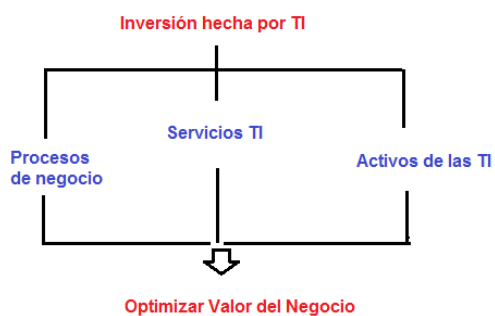 Inversión hecha por TI
Servicios TI
Procesos
de negocio
Activos de las TI
Optimizar Valor del Negocio